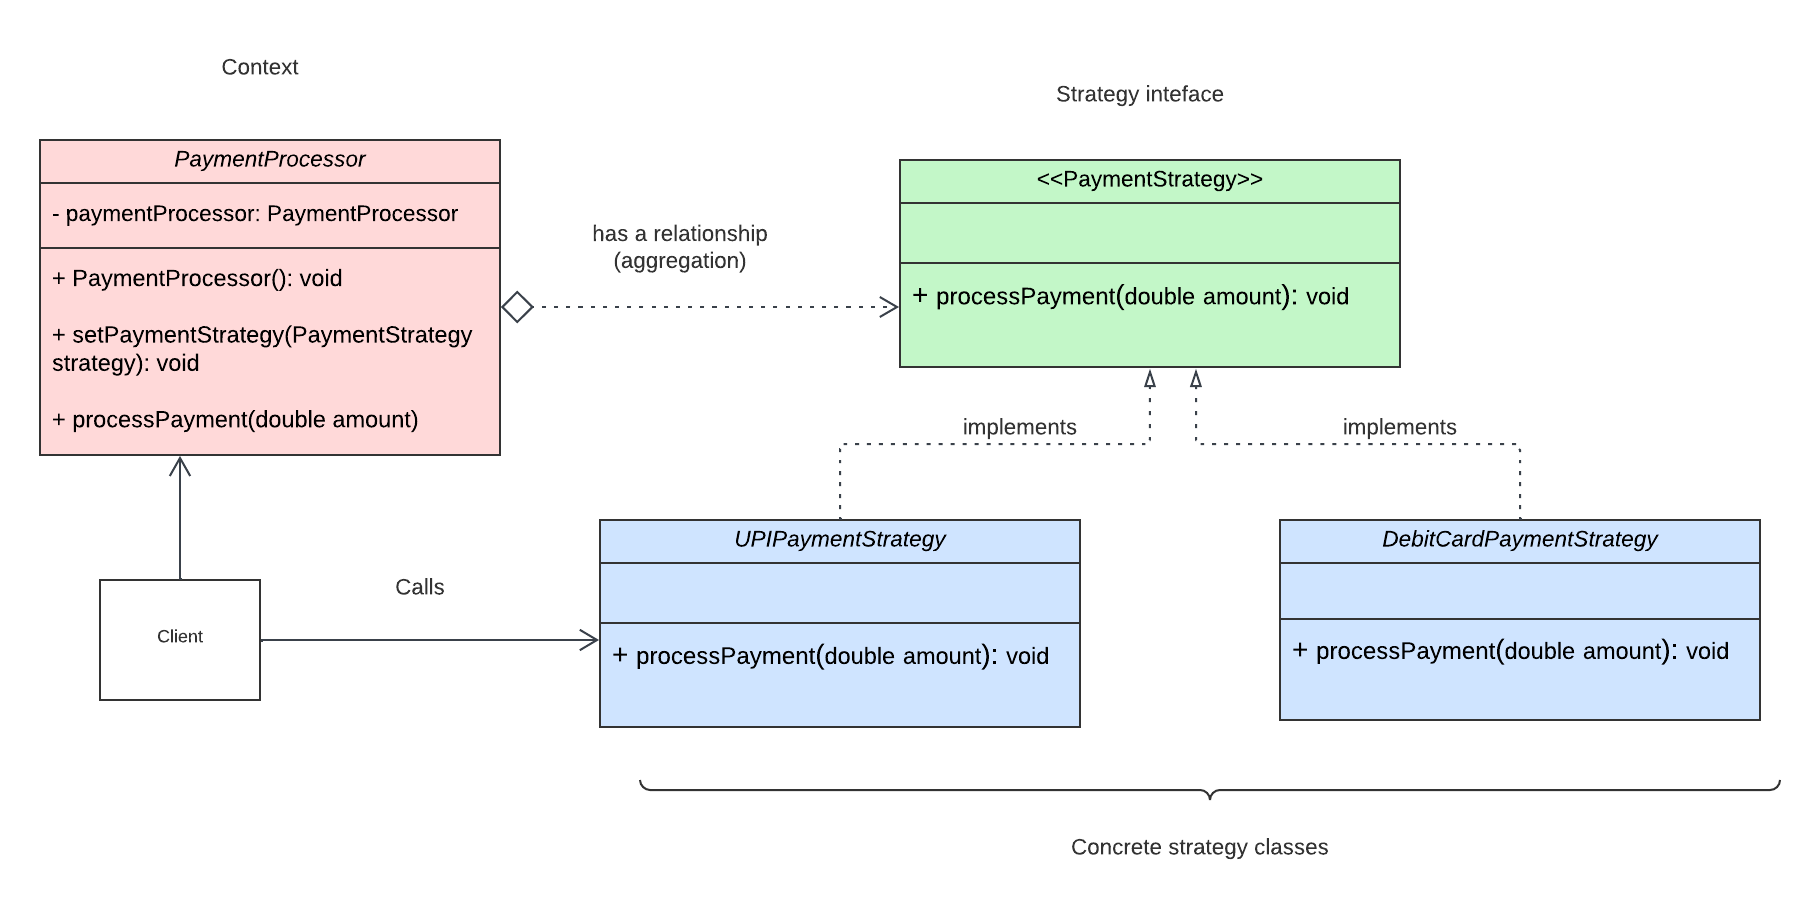 Context
Strategy inteface
PaymentProcessor
- paymentProcessor: PaymentProcessor
+ PaymentProcessor(): void
+ setPaymentStrategy(PaymentStrategy
strategy): void
+ processPayment(double amount)
has a relationship
(aggregation)
<<PaymentStrategy>>
+ processPayment(double amount): void
implements
implements
Client
Calls
UPIPaymentStrategy
+ processPayment(double amount): void
DebitCardPaymentStrategy
+ processPayment(double amount): void
Concrete strategy classes